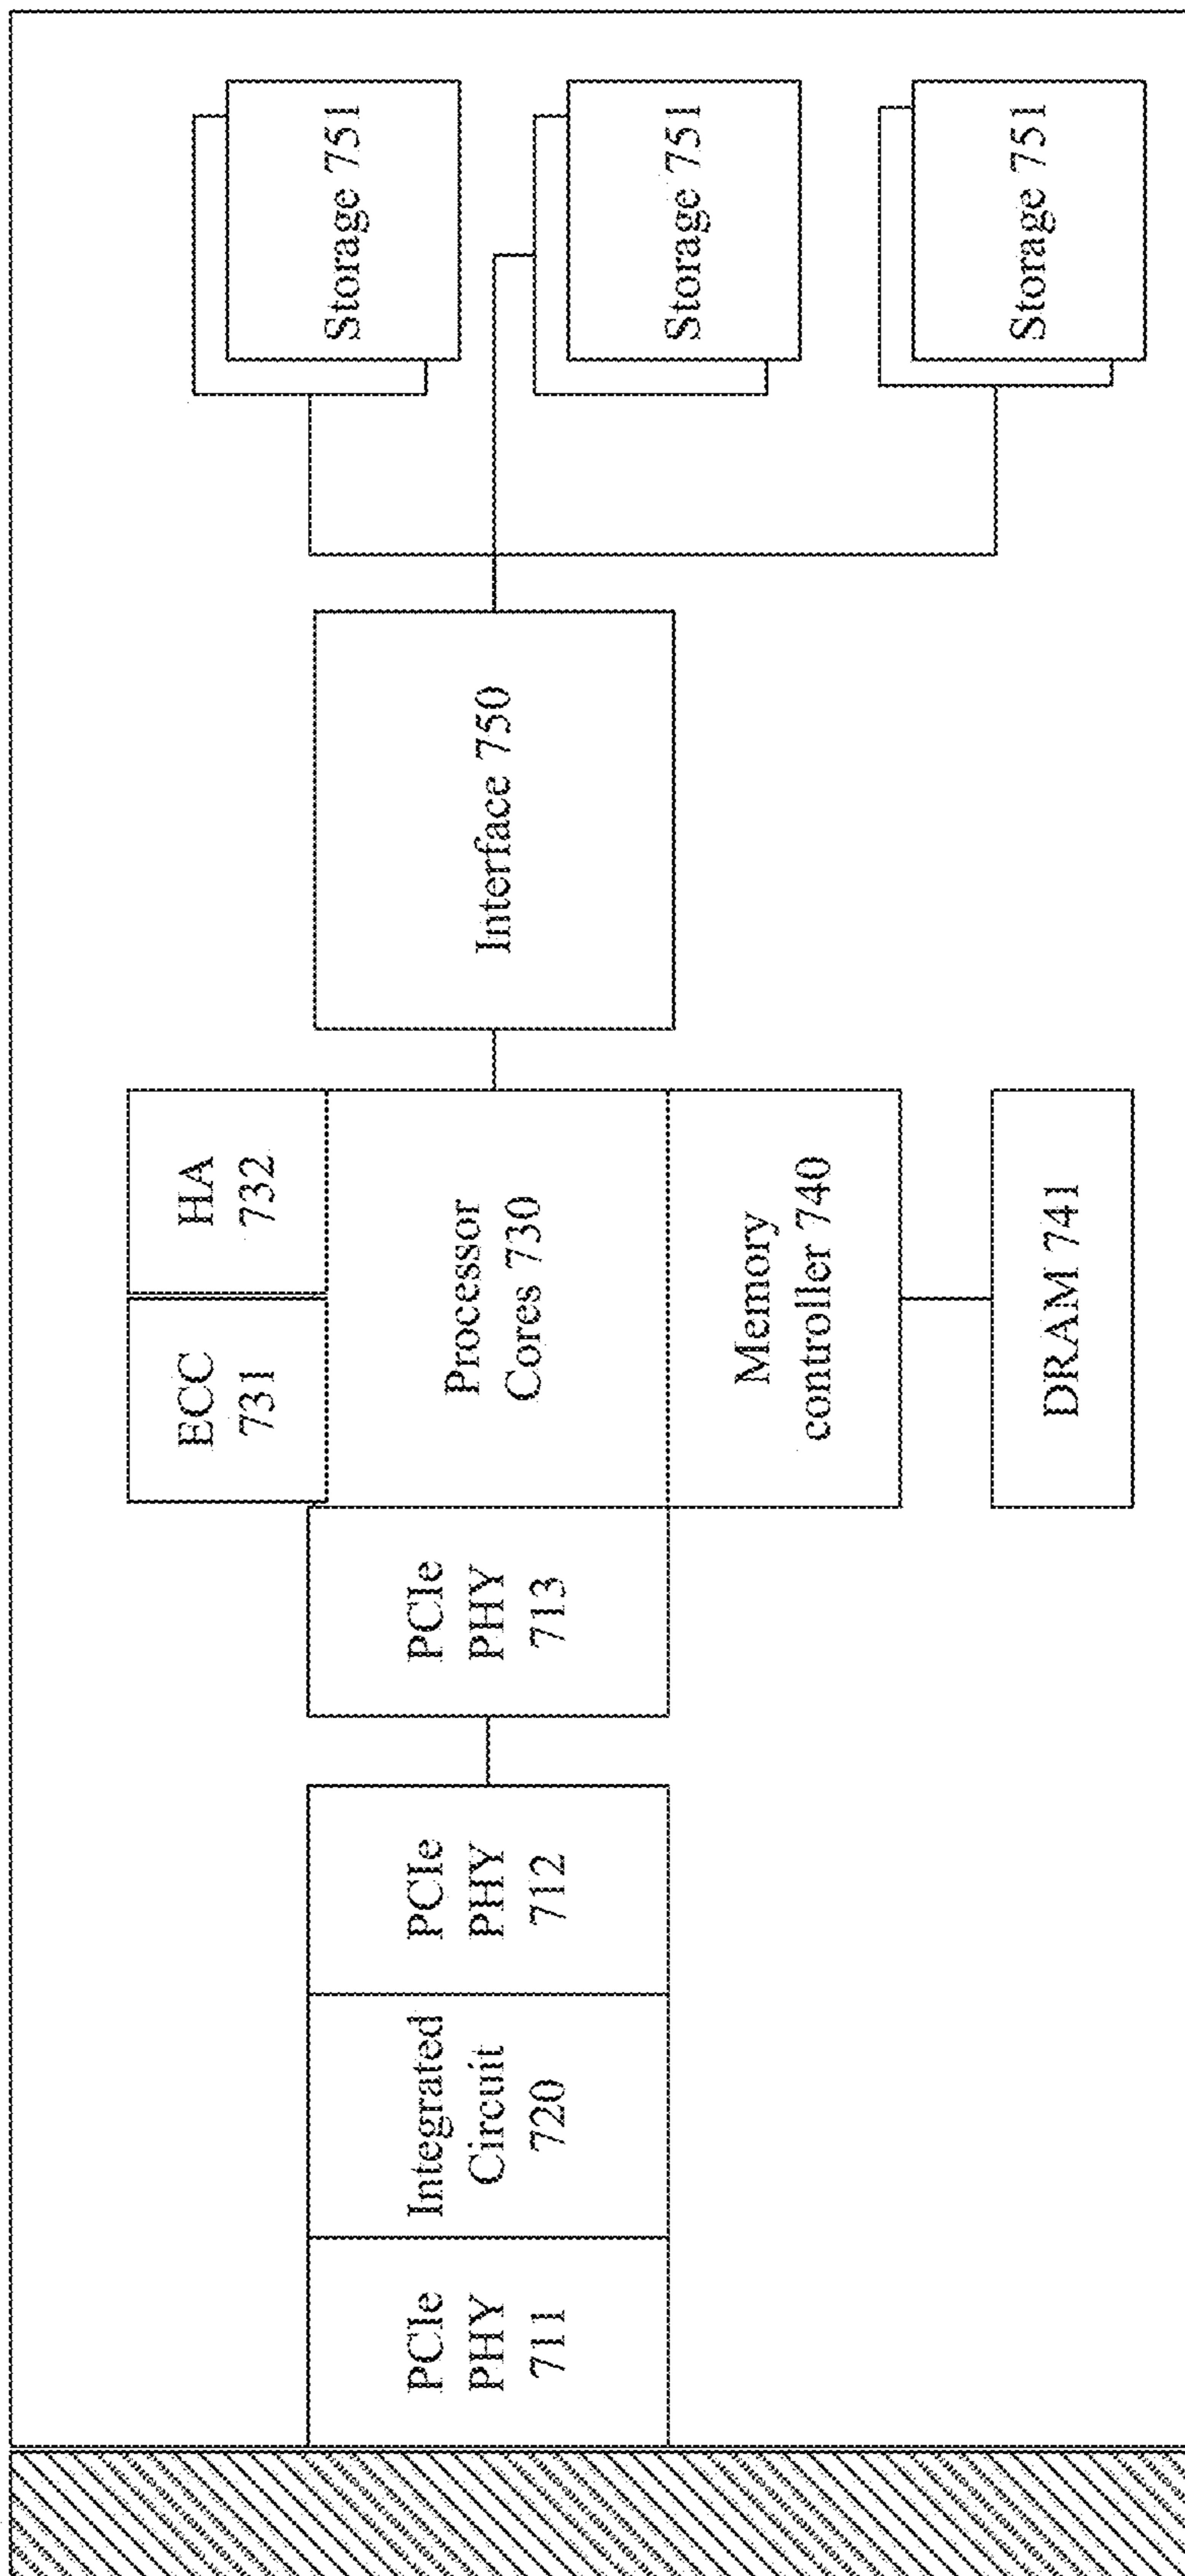 PCIe
PHY
711
Integrated
Circuit
720
PCIe
PHY
712
PCIe
PHY
713
ECC
731
HA
732
Processor
Cores 730
Memory
controller 740
DRAM 741
Interface 750
Storage 751
Storage 751
Storage 751